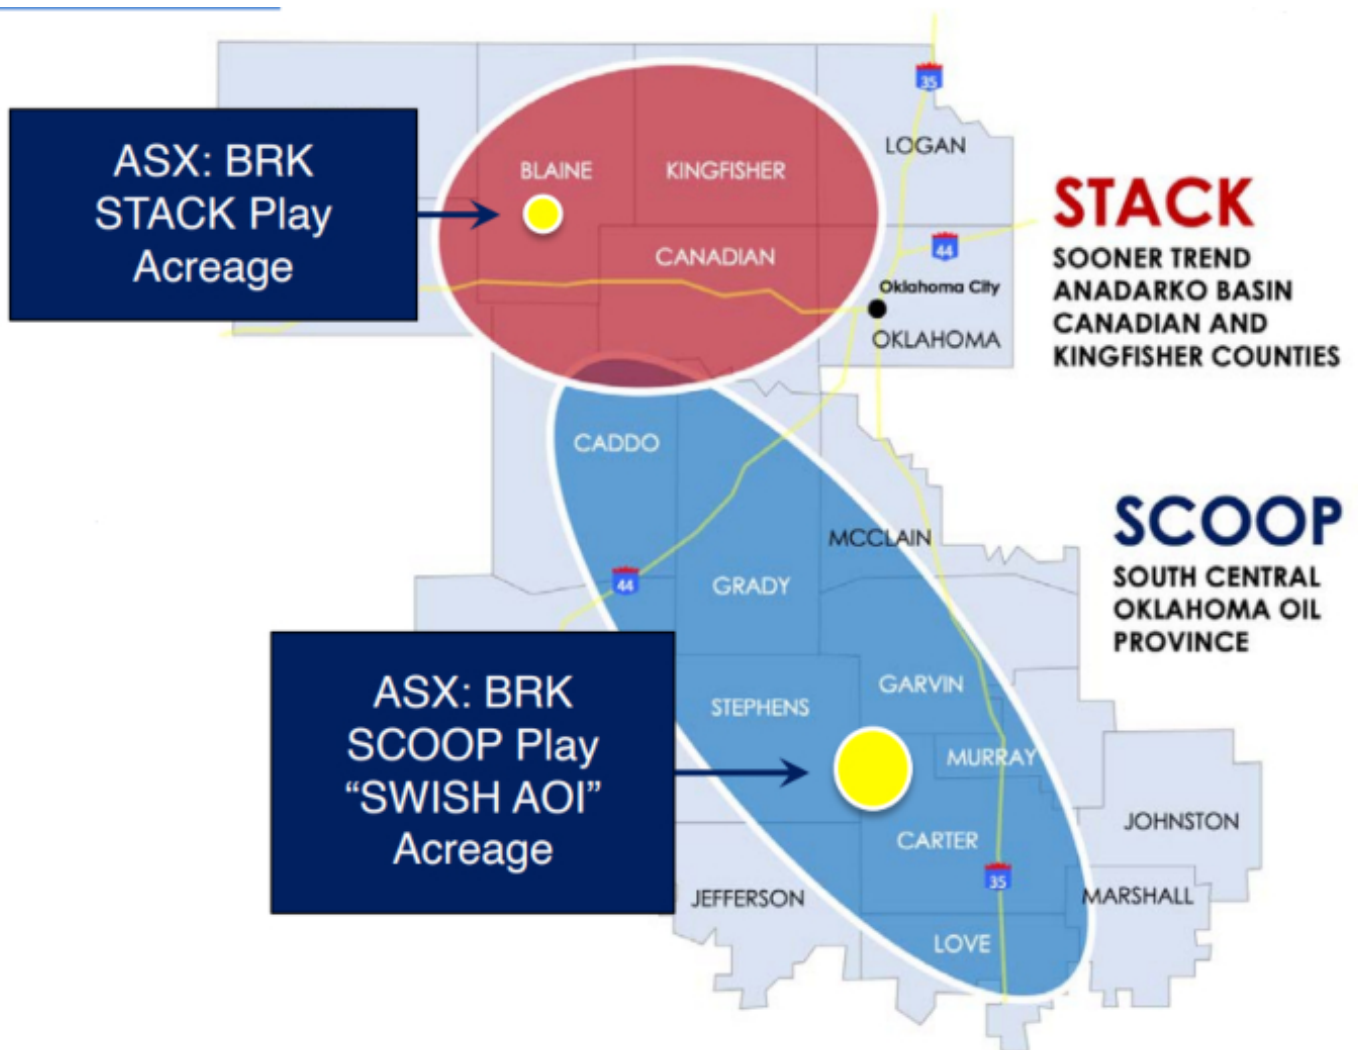 35
LOGAN
ASX: BRK
STACK Play
Acreage
BLAINE
KINGFISHER
CANADIAN
44
Oklahoma City
OKLAHOMA
STACK
SOONER TREND
ANADARKO BASIN
CANADIAN AND
KINGFISHER COUNTIES
CADDO
MCCLAIN
44
GRADY
SCOOP
SOUTH CENTRAL
OKLAHOMA OIL
PROVINCE
ASX: BRK
SCOOP Play
“SWISH AOI”
Acreage
STEPHENS
GARVIN
MURRAY
CARTER
JOHNSTON
35
JEFFERSON
MARSHALL
LOVE